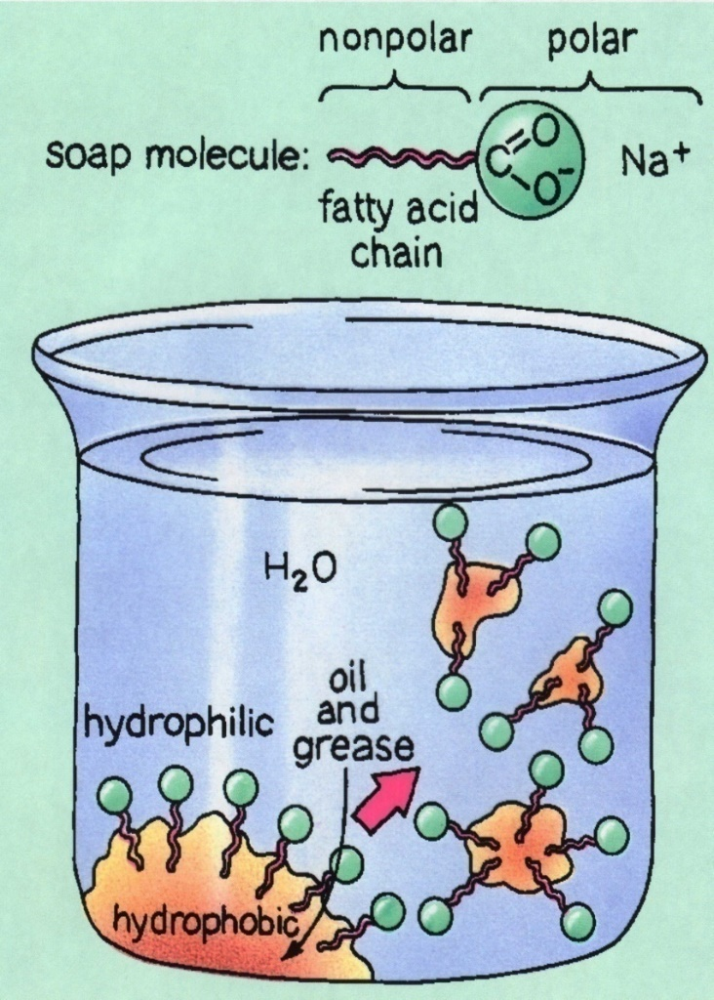 nonpolar polar
soap molecule: C=O O⁻ Na⁺
fatty acid
chain
H₂O
oil
and
grease
hydrophilic
hydrophobic